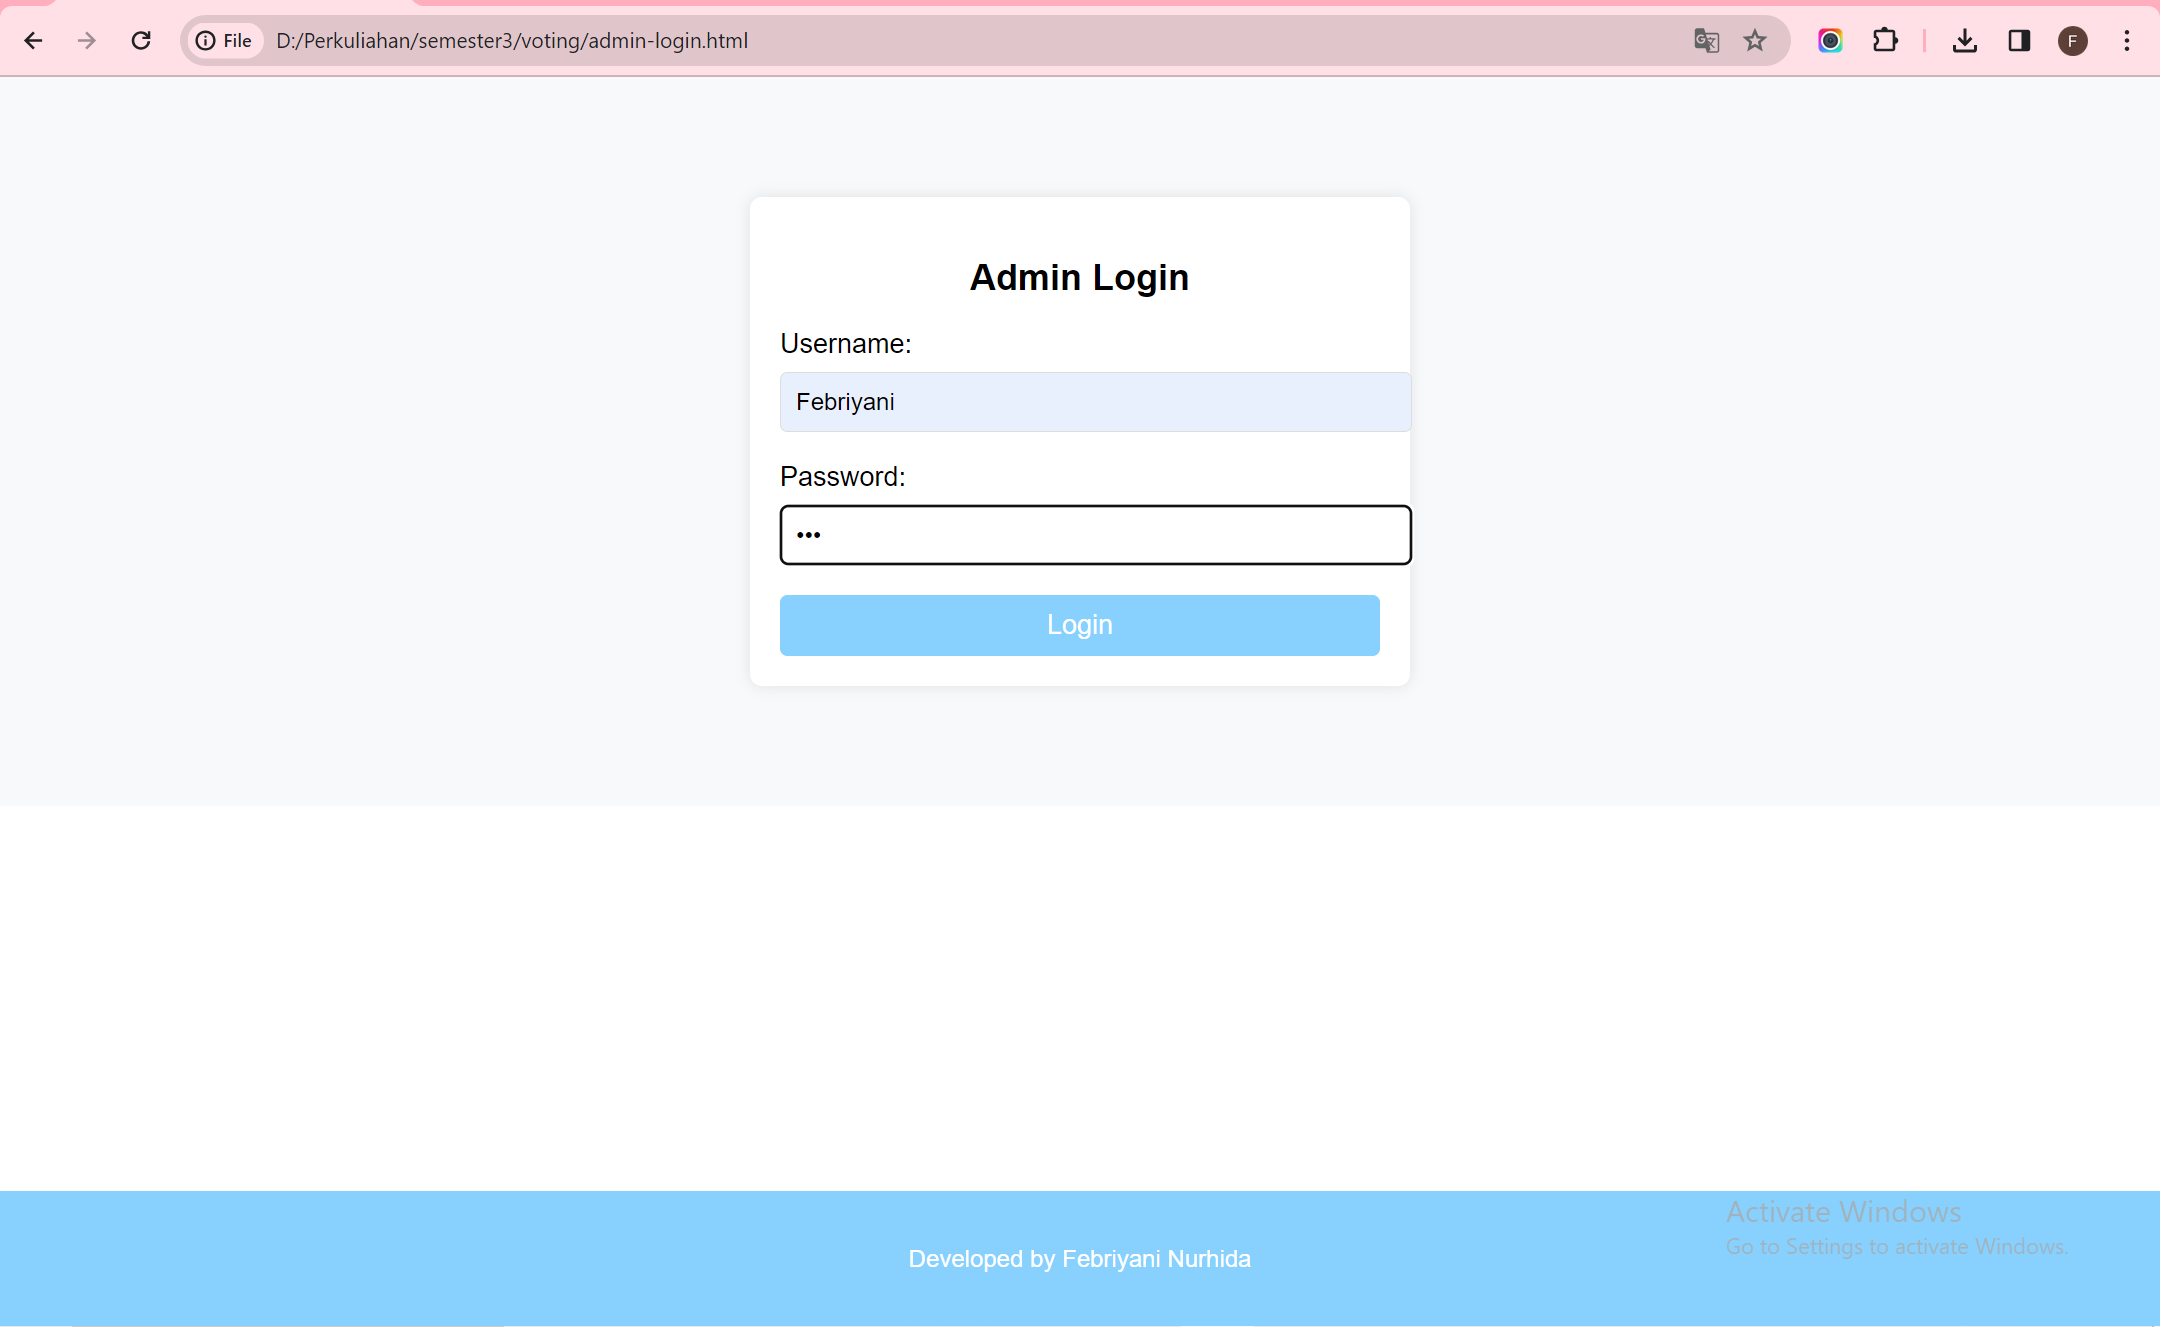 File D:/Perkuliahan/semester3/voting/admin-login.html
F
Admin Login
Username:
Febriyani
Password:
•••
Login
Activate Windows
Go to Settings to activate Windows.
Developed by Febriyani Nurhida